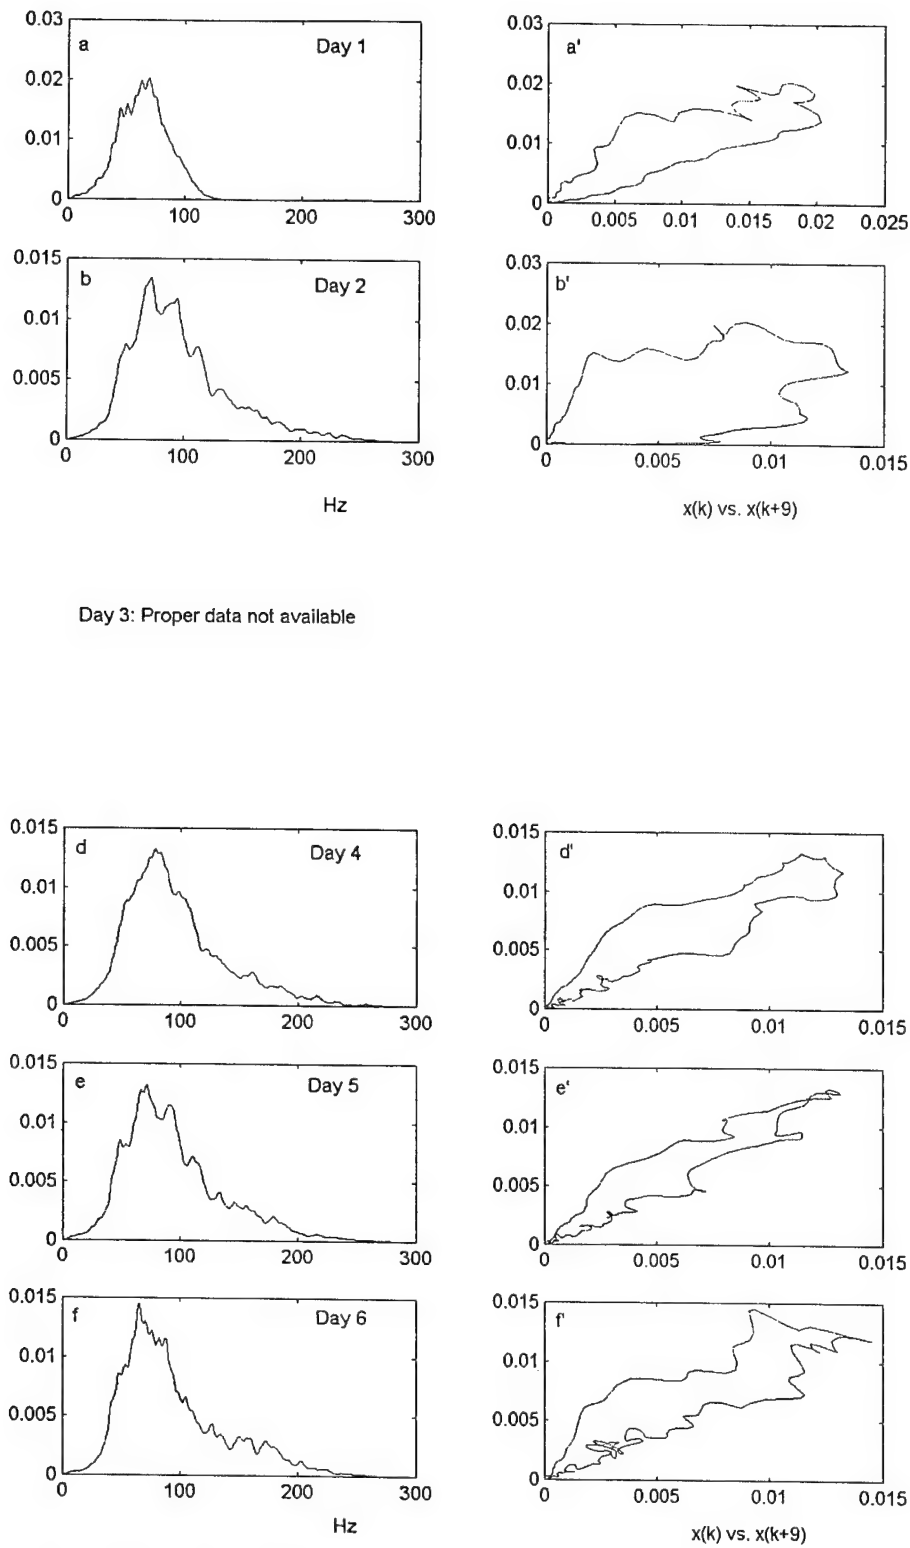 0.03 a Day 1
0.02
0.01
0
0 100 200 300
0.03 a'
0.02
0.01
0
0 0.005 0.01 0.015 0.02 0.025
0.015 b Day 2
0.01
0.005
0
0 100 200 300
Hz
0.03 b'
0.02
0.01
0
0 0.005 0.01 0.015
x(k) vs. x(k+9)
Day 3: Proper data not available
0.015 d Day 4
0.01
0.005
0
0 100 200 300
0.015 d'
0.01
0.005
0
0 0.005 0.01 0.015
0.015 e Day 5
0.01
0.005
0
0 100 200 300
0.015 e'
0.01
0.005
0
0 0.005 0.01 0.015
0.015 f Day 6
0.01
0.005
0
0 100 200 300
Hz
0.015 f'
0.01
0.005
0
0 0.005 0.01 0.015
x(k) vs. x(k+9)